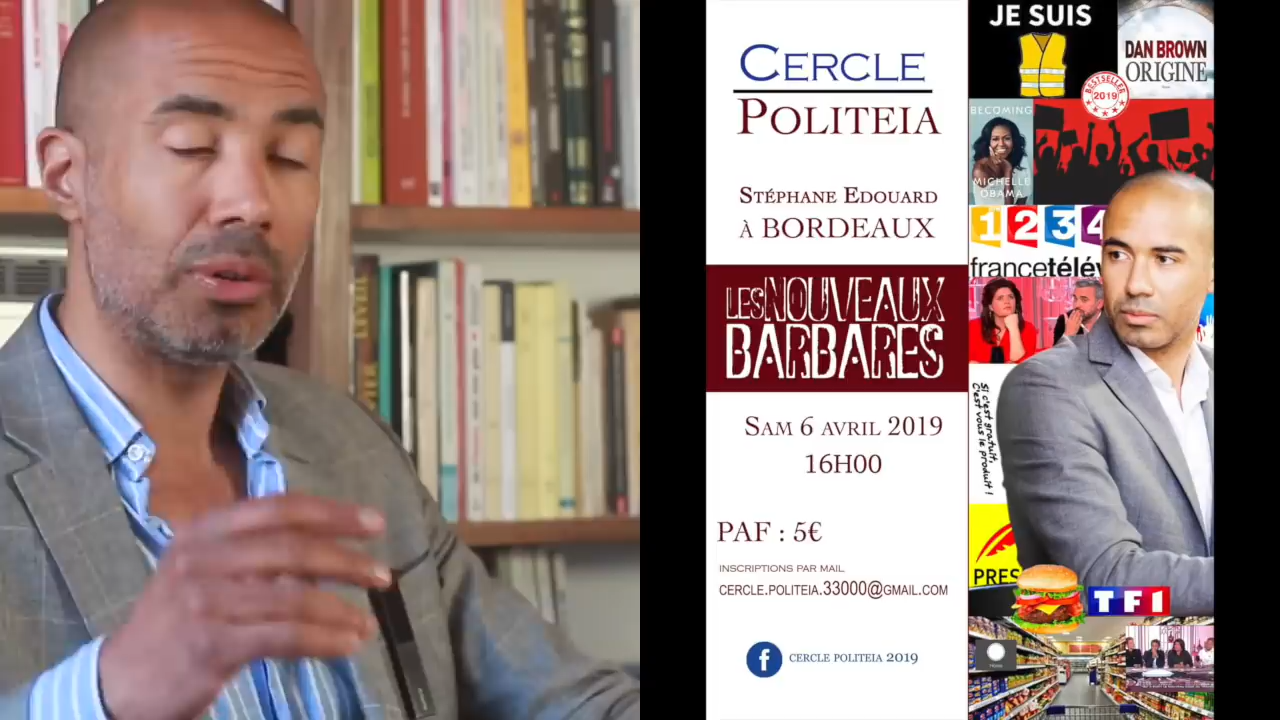 CERCLE
POLITEIA
STÉPHANE EDOUARD
À BORDEAUX
LES NOUVEAUX
BARBARES
SAM 6 AVRIL 2019
16H00
PAF : 5€
INSCRIPTIONS PAR MAIL
CERCLE.POLITEIA.33000@GMAIL.COM
f
CERCLE POLITEIA 2019
JE SUIS
DAN BROWN
ORIGINE
BESTSELLER
2019
BECOMING
MICHELLE
OBAMA
1234
francetélév
Si c'est gratuit,
C'est vous le produit !
PRES
TF1